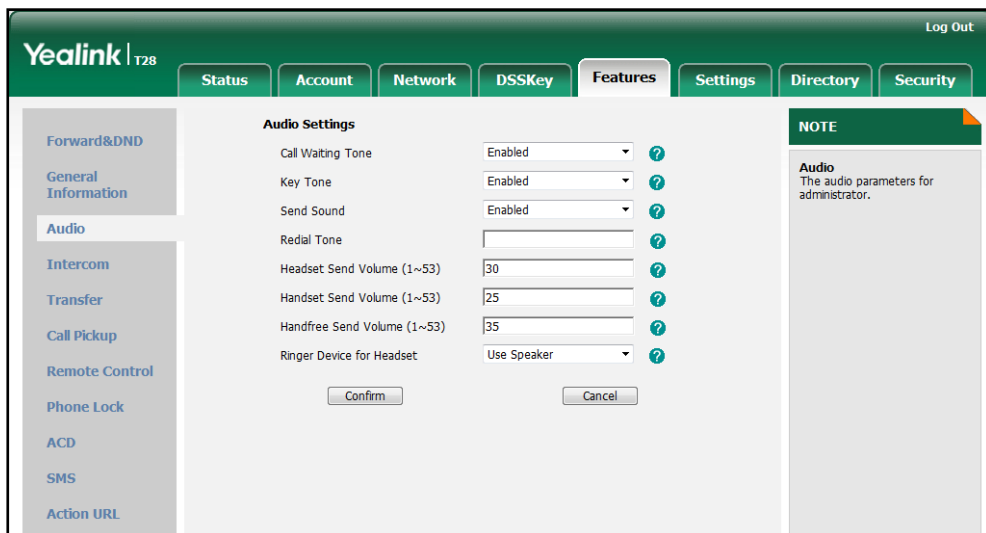 Log Out
Yealink | T28
Status Account Network DSSKey Features Settings Directory Security
Forward&DND
General
Information
Audio
Intercom
Transfer
Call Pickup
Remote Control
Phone Lock
ACD
SMS
Action URL
Audio Settings
Call Waiting Tone Enabled ?
Key Tone Enabled ?
Send Sound Enabled ?
Redial Tone ?
Headset Send Volume (1~53) 30 ?
Handset Send Volume (1~53) 25 ?
Handfree Send Volume (1~53) 35 ?
Ringer Device for Headset Use Speaker ?
Confirm Cancel
NOTE
Audio
The audio parameters for
administrator.